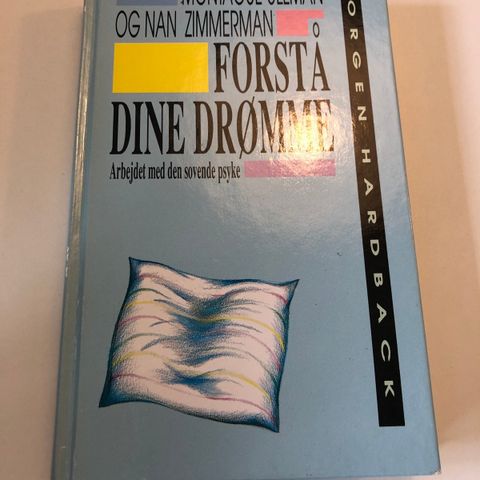 OG NAN ZIMMERMAN
FORSTÅ
DINE DRØMME
Arbejdet med den sovende psyke
ORGEN HARDBACK